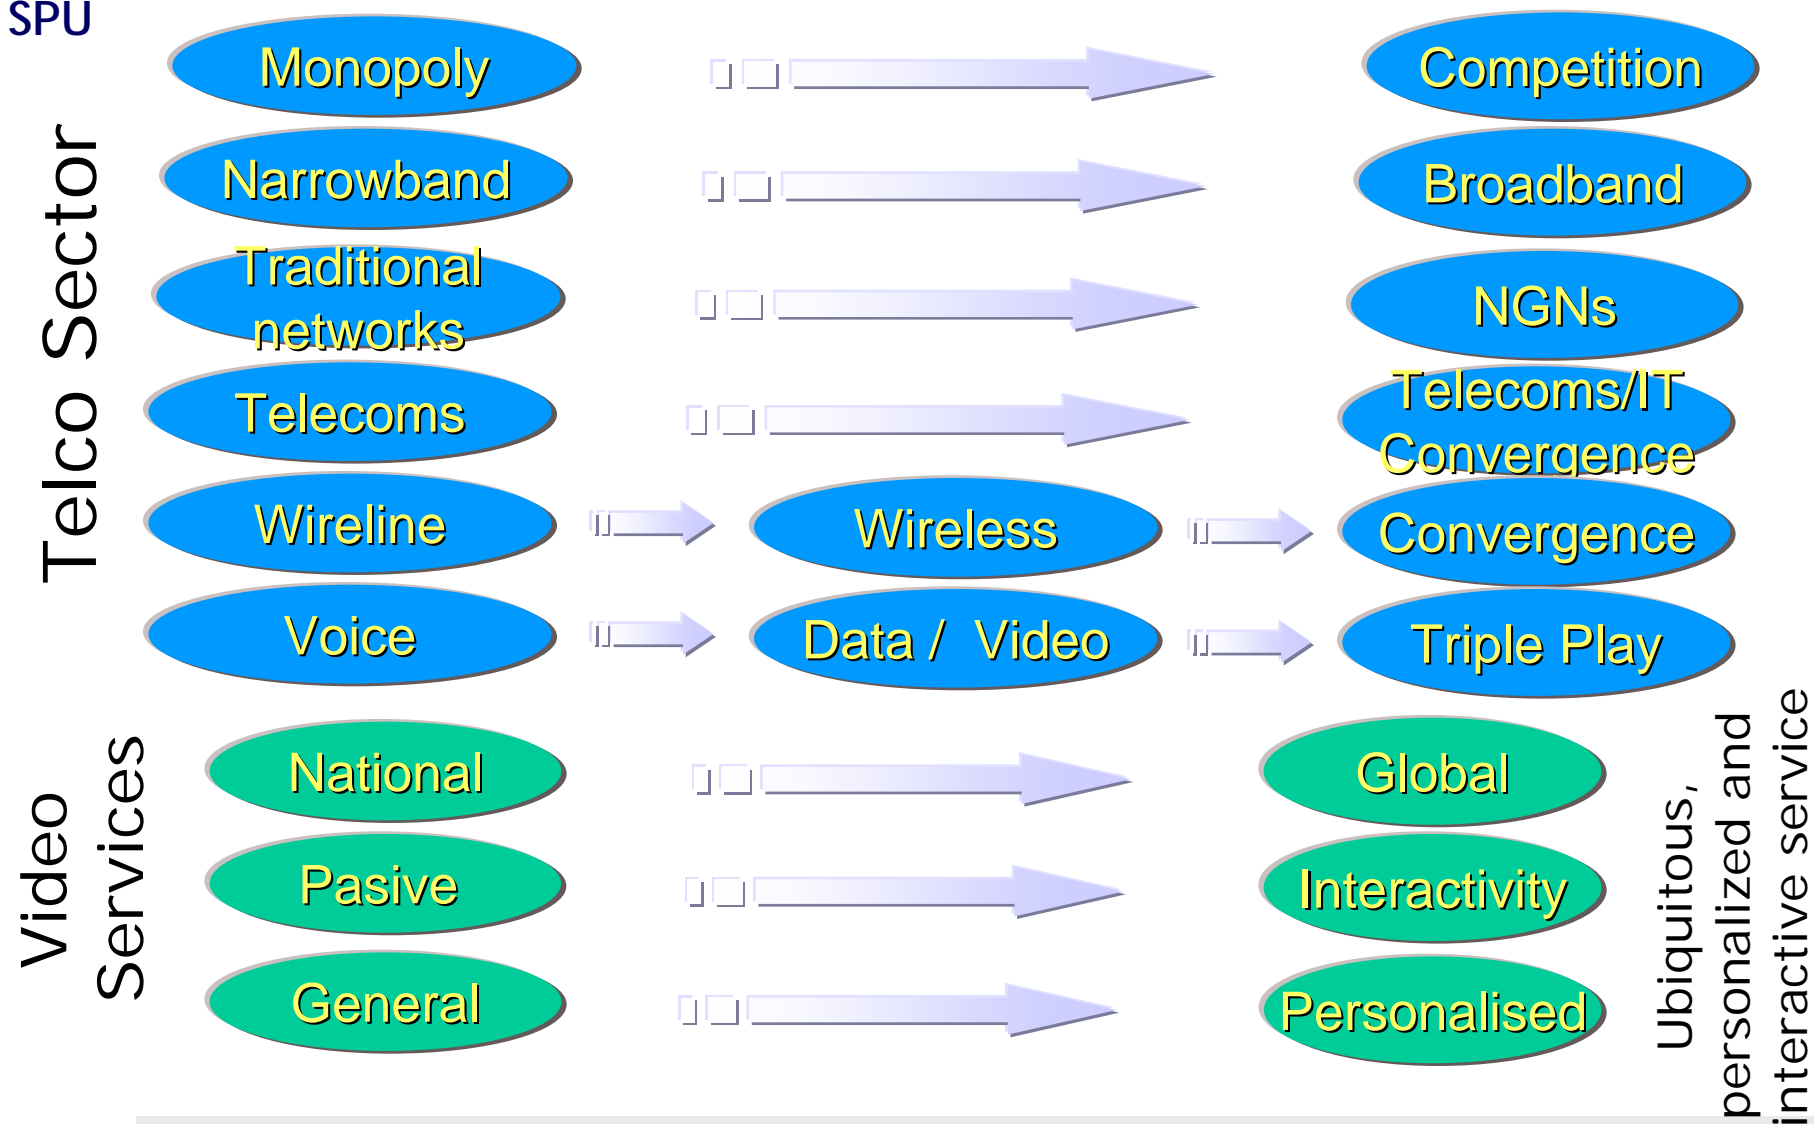 SPU
Telco Sector
Monopoly
Competition
Narrowband
Broadband
Traditional
networks
NGNs
Telecoms
Telecoms/IT
Convergence
Wireline
Wireless
Convergence
Voice
Data /  Video
Triple Play
Video
Services
National
Global
Pasive
Interactivity
General
Personalised
Ubiquitous,
personalized and
interactive service